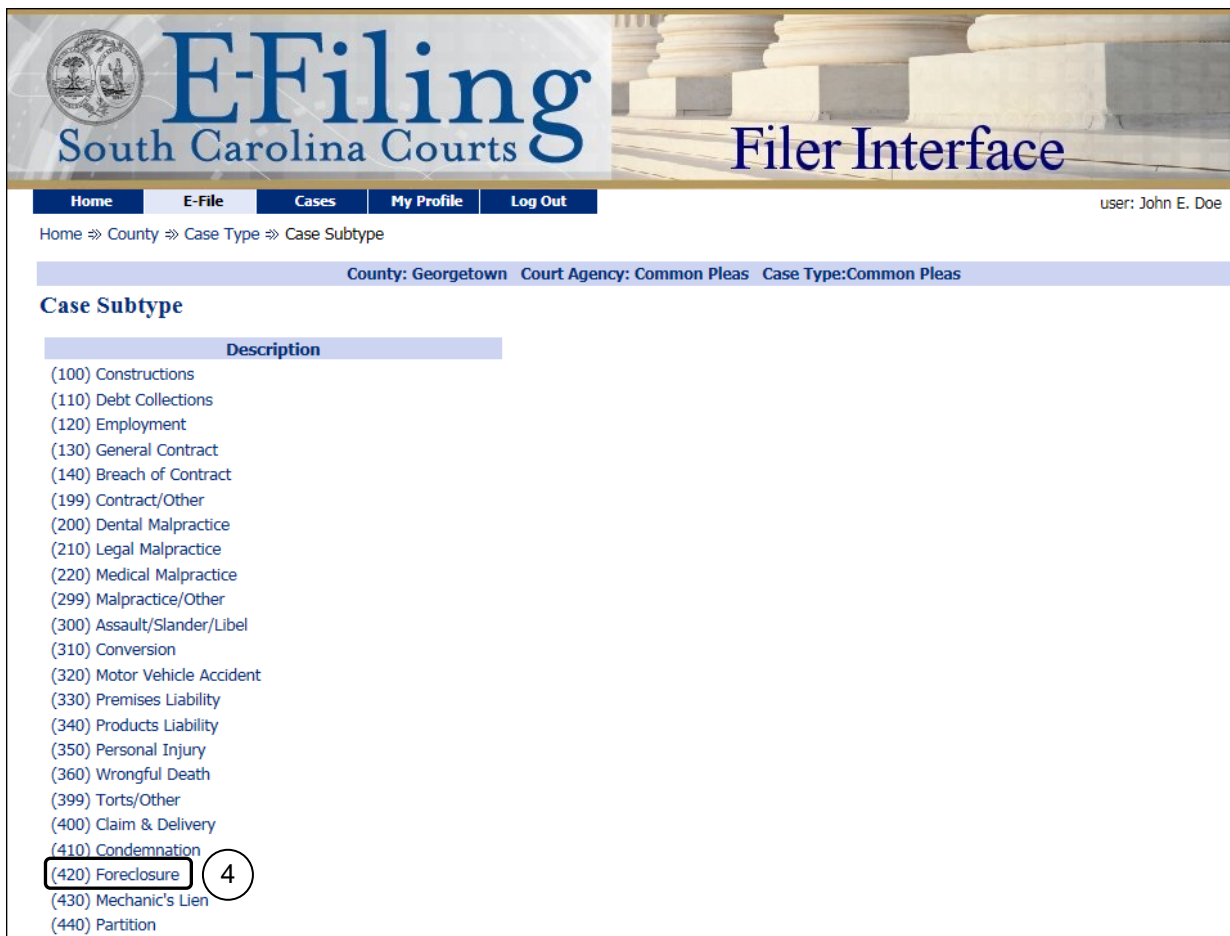 E-Filing
South Carolina Courts
Filer Interface
Home E-File Cases My Profile Log Out
user: John E. Doe
Home ⇨ County ⇨ Case Type ⇨ Case Subtype
County: Georgetown Court Agency: Common Pleas Case Type:Common Pleas
Case Subtype
Description
(100) Constructions
(110) Debt Collections
(120) Employment
(130) General Contract
(140) Breach of Contract
(199) Contract/Other
(200) Dental Malpractice
(210) Legal Malpractice
(220) Medical Malpractice
(299) Malpractice/Other
(300) Assault/Slander/Libel
(310) Conversion
(320) Motor Vehicle Accident
(330) Premises Liability
(340) Products Liability
(350) Personal Injury
(360) Wrongful Death
(399) Torts/Other
(400) Claim & Delivery
(410) Condemnation
(420) Foreclosure 4
(430) Mechanic's Lien
(440) Partition